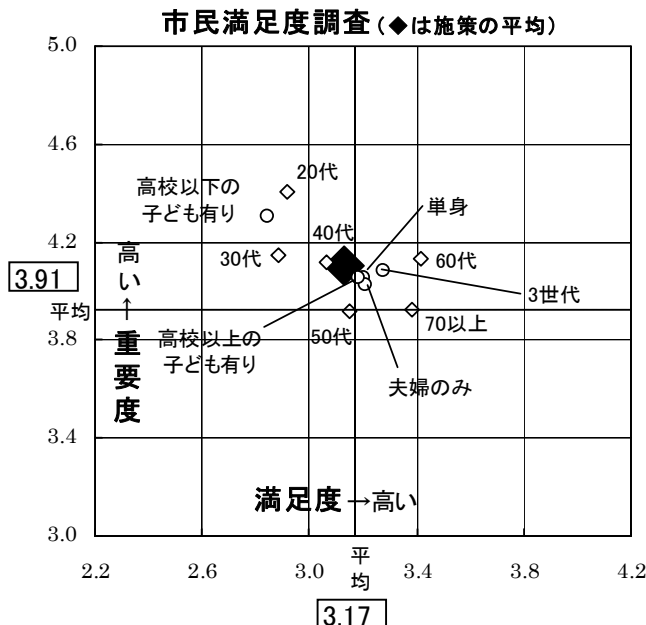 市民満足度調査(◆は施策の平均)
5.0
4.6
20代
高校以下の
子ども有り
単身
40代
4.2
30代
60代
高い→
3.91
3世代
平均
70以上
高校以上の
子ども有り
50代
3.8
重要度
夫婦のみ
3.4
満足度→高い
3.0
2.2
2.6
3.0
平均
3.4
3.8
4.2
3.17